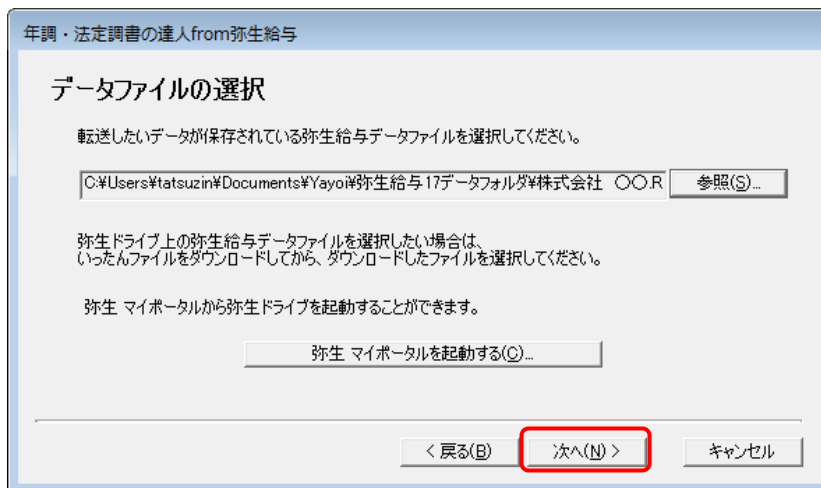 年調・法定調書の達人from弥生給与
データファイルの選択
転送したいデータが保存されている弥生給与データファイルを選択してください。
C:¥Users¥tatsuzin¥Documents¥Yayoi¥弥生給与17データフォルダ¥株式会社 〇〇.R
参照(S)...
弥生ドライブ上の弥生給与データファイルを選択したい場合は、
いったんファイルをダウンロードしてから、ダウンロードしたファイルを選択してください。
弥生 マイポータルから弥生ドライブを起動することができます。
弥生 マイポータルを起動する(C)...
< 戻る(B)
次へ(N) >
キャンセル